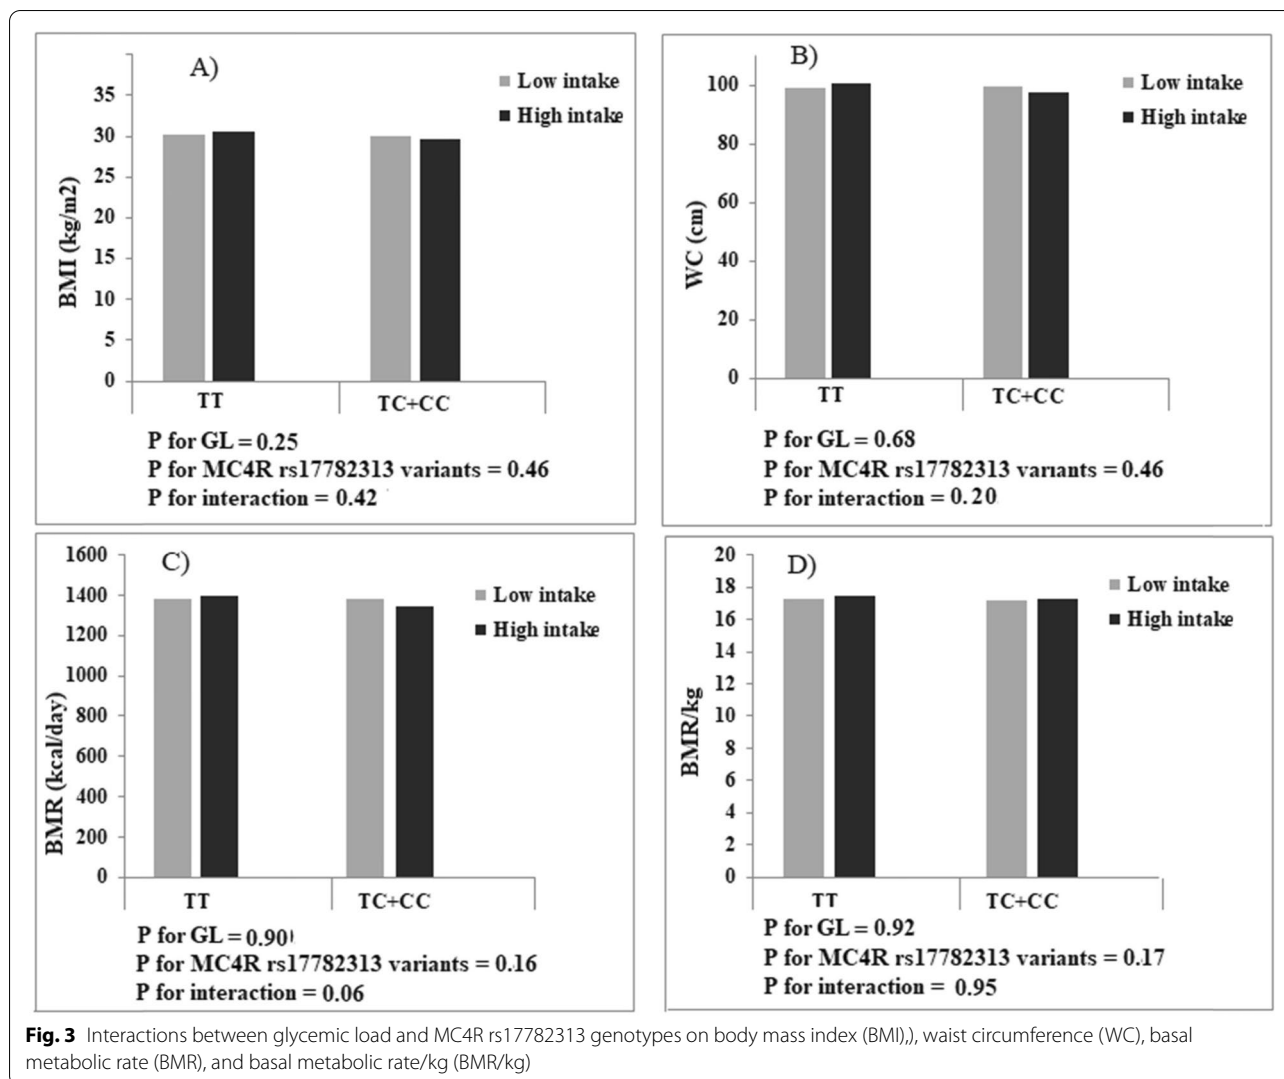 A)
Low intake
High intake
35
30
25
20
15
10
5
0
BMI (kg/m2)
TT
TC+CC
P for GL = 0.25
P for MC4R rs17782313 variants = 0.46
P for interaction = 0.42
B)
Low intake
High intake
100
80
60
40
20
0
WC (cm)
TT
TC+CC
P for GL = 0.68
P for MC4R rs17782313 variants = 0.46
P for interaction = 0.20
C)
Low intake
High intake
1600
1400
1200
1000
800
600
400
200
0
BMR (kcal/day)
TT
TC+CC
P for GL = 0.90
P for MC4R rs17782313 variants = 0.16
P for interaction = 0.06
D)
Low intake
High intake
20
18
16
14
12
10
8
6
4
2
0
BMR/kg
TT
TC+CC
P for GL = 0.92
P for MC4R rs17782313 variants = 0.17
P for interaction = 0.95
Fig. 3 Interactions between glycemic load and MC4R rs17782313 genotypes on body mass index (BMI),), waist circumference (WC), basal
metabolic rate (BMR), and basal metabolic rate/kg (BMR/kg)